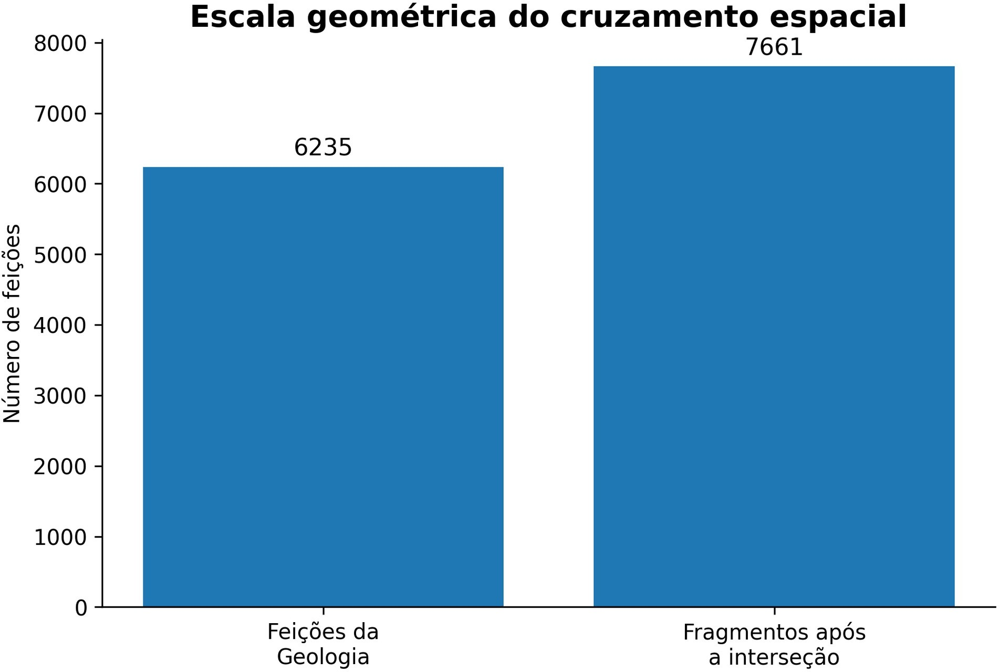 Escala geométrica do cruzamento espacial
Número de feições
8000
7000
6000
5000
4000
3000
2000
1000
0
6235
7661
Feições da
Geologia
Fragmentos após
a interseção